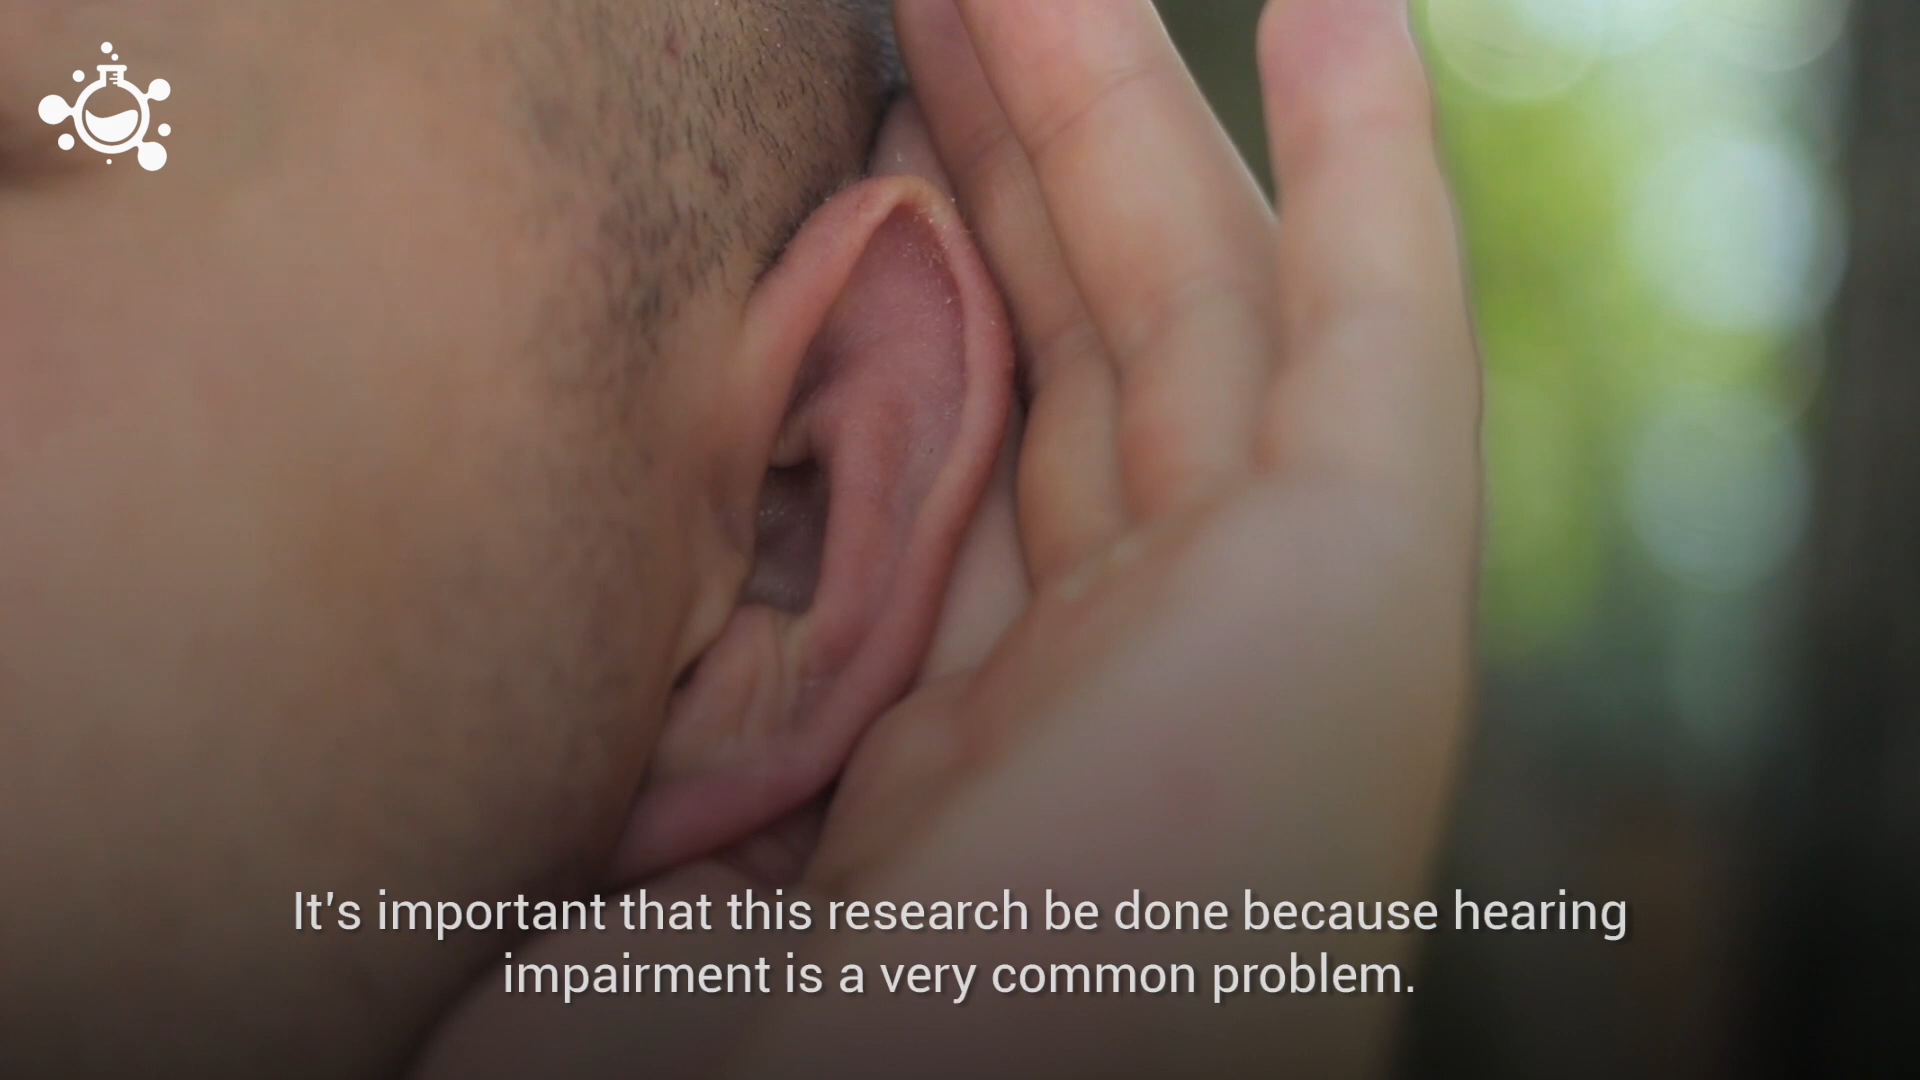 It's important that this research be done because hearing
impairment is a very common problem.